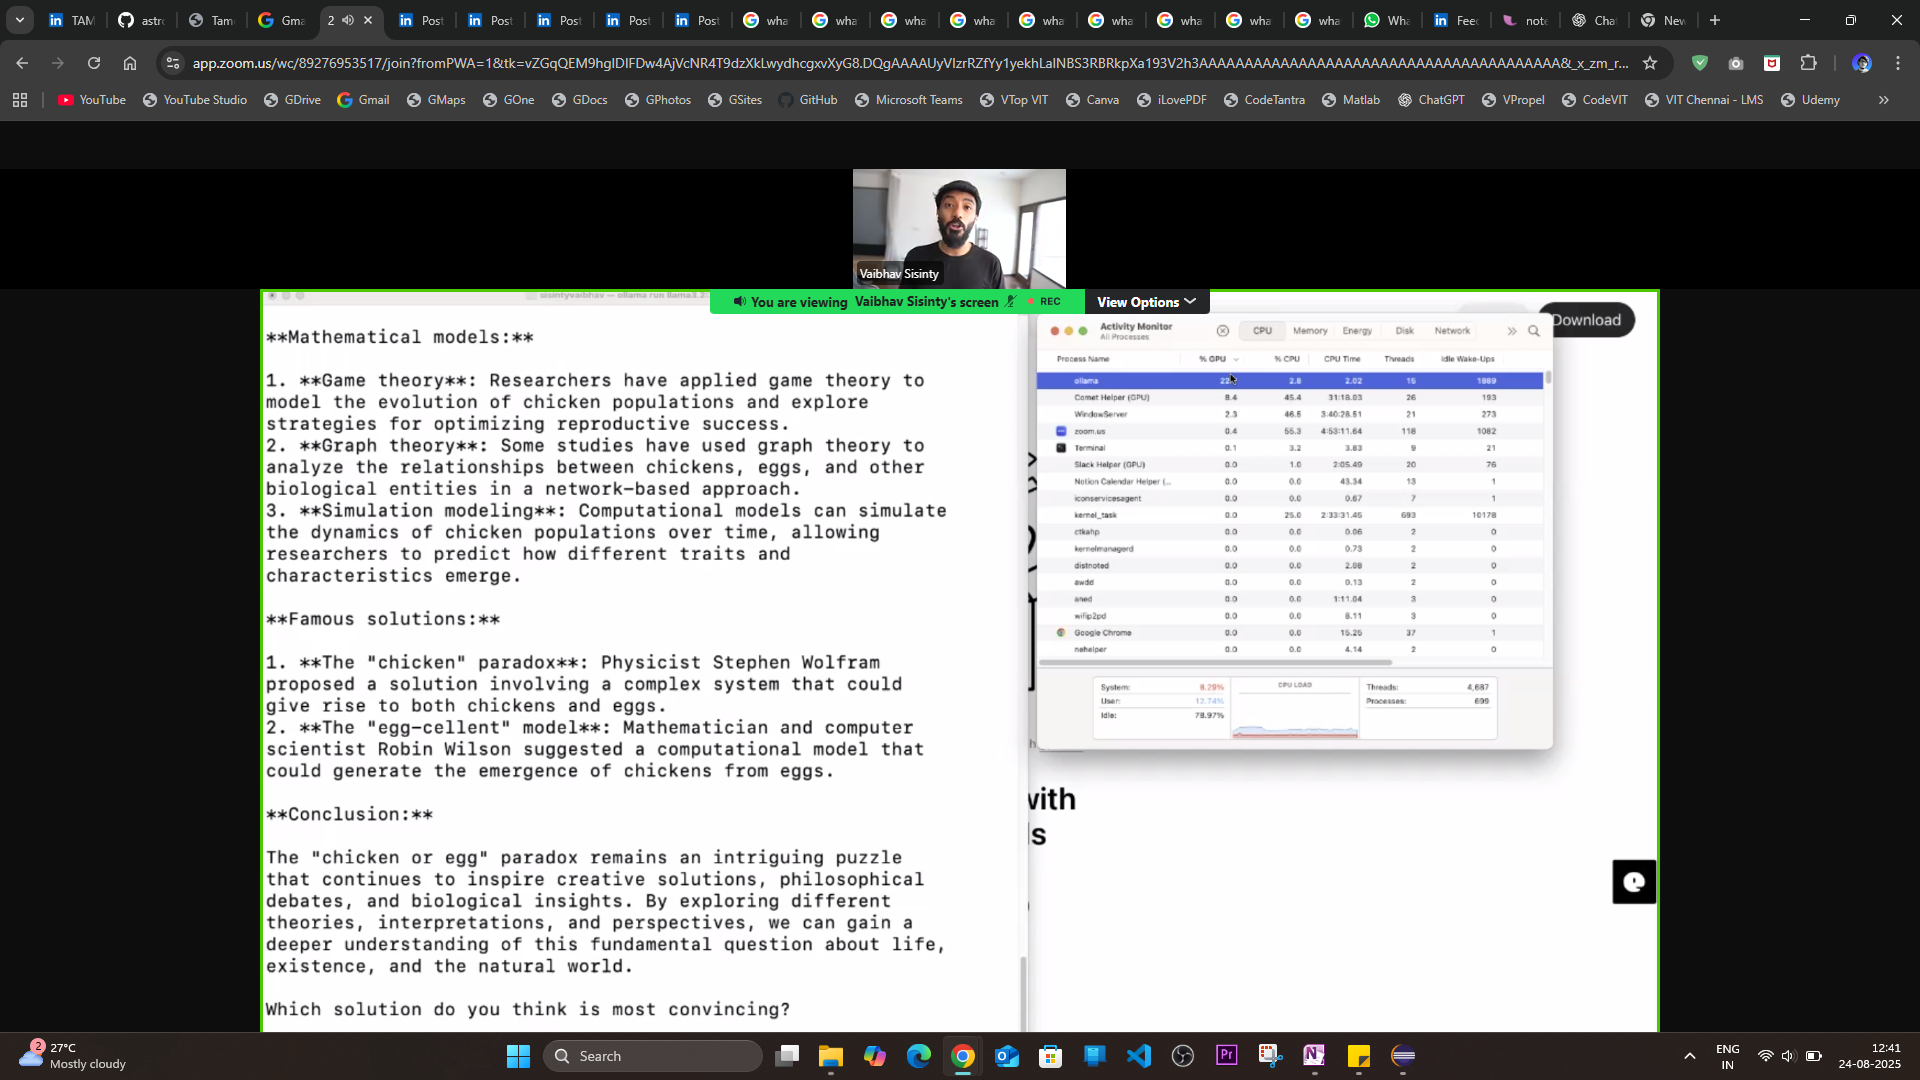 TAM
astro
Tam
Gma
2
Post
Post
Post
Post
Post
wha
wha
wha
wha
wha
wha
wha
wha
wha
Wha
Feec
note
Chat
New
app.zoom.us/wc/89276953517/join?fromPWA=1&tk=
YouTube
YouTube Studio
GDrive
Gmail
GMaps
GOne
GDocs
GPhotos
GSites
GitHub
Microsoft Teams
VTop VIT
Canva
iLovePDF
CodeTantra
Matlab
ChatGPT
VPropel
CodeVIT
VIT Chennai - LMS
Udemy
Vaibhav Sisinty
You are viewing Vaibhav Sisinty's screen
REC
View Options
Download
**Mathematical models:**
1. **Game theory**: Researchers have applied game theory to
model the evolution of chicken populations and explore
strategies for optimizing reproductive success.
2. **Graph theory**: Some studies have used graph theory to
analyze the relationships between chickens, eggs, and other
biological entities in a network-based approach.
3. **Simulation modeling**: Computational models can simulate
the dynamics of chicken populations over time, allowing
researchers to predict how different traits and
characteristics emerge.
**Famous solutions:**
1. **The "chicken" paradox**: Physicist Stephen Wolfram
proposed a solution involving a complex system that could
give rise to both chickens and eggs.
2. **The "egg-cellent" model**: Mathematician and computer
scientist Robin Wilson suggested a computational model that
could generate the emergence of chickens from eggs.
**Conclusion:**
The "chicken or egg" paradox remains an intriguing puzzle
that continues to inspire creative solutions, philosophical
debates, and biological insights. By exploring different
theories, interpretations, and perspectives, we can gain a
deeper understanding of this fundamental question about life,
existence, and the natural world.
Which solution do you think is most convincing?
Activity Monitor
All Processes
CPU Memory Energy Disk Network
Process Name % GPU % CPU CPU Time Threads Idle Wake-Ups
ollama 2.8 2.02 15 1889
Comet Helper (GPU) 8.4 45.4 31:18.03 26 193
WindowServer 2.3 46.5 3:40:28.51 21 273
zoom.us 0.4 55.3 4:53:11.64 118 1082
Terminal 0.1 3.2 3.83 9 21
Slack Helper (GPU) 0.0 1.0 2:05.49 20 76
Notion Calendar Helper (... 0.0 0.0 43.34 13 1
iconservicesagent 0.0 0.0 0.67 7 1
kernel_task 0.0 25.0 2:33:31.45 693 10178
ctkahp 0.0 0.0 0.06 2 0
kernelmanagerd 0.0 0.0 0.73 2 0
distnoted 0.0 0.0 2.08 2 0
awdd 0.0 0.0 0.13 2 0
aned 0.0 0.0 1:11.04 3 0
wifip2pd 0.0 0.0 8.11 3 0
Google Chrome 0.0 0.0 15.25 37 1
nehelper 0.0 0.0 4.14 2 0
System: 8.29%
User: 12.74%
Idle: 78.97%
CPU LOAD
Threads: 4,687
Processes: 699
with
ls
2
27°C
Mostly cloudy
Search
ENG
IN
12:41
24-08-2025